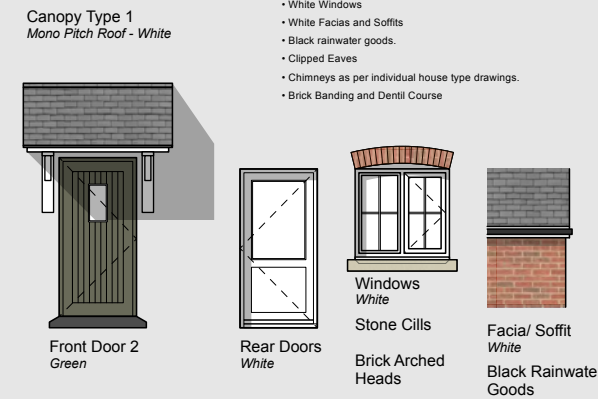 Canopy Type 1
Mono Pitch Roof - White
• White Windows
• White Facias and Soffits
• Black rainwater goods.
• Clipped Eaves
• Chimneys as per individual house type drawings.
• Brick Banding and Dentil Course
Front Door 2
Green
Rear Doors
White
Windows
White
Stone Cills
Brick Arched
Heads
Facia/ Soffit
White
Black Rainwate
Goods